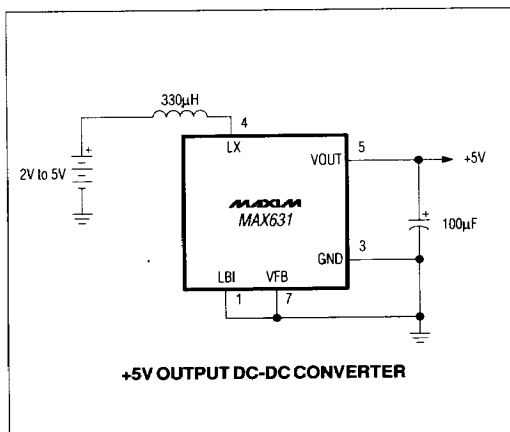 330µH
4
LX
5
VOUT
+5V
2V to 5V
+
+
MAXIM
MAX631
100µF
3
GND
LBI
VFB
1
7
+5V OUTPUT DC-DC CONVERTER